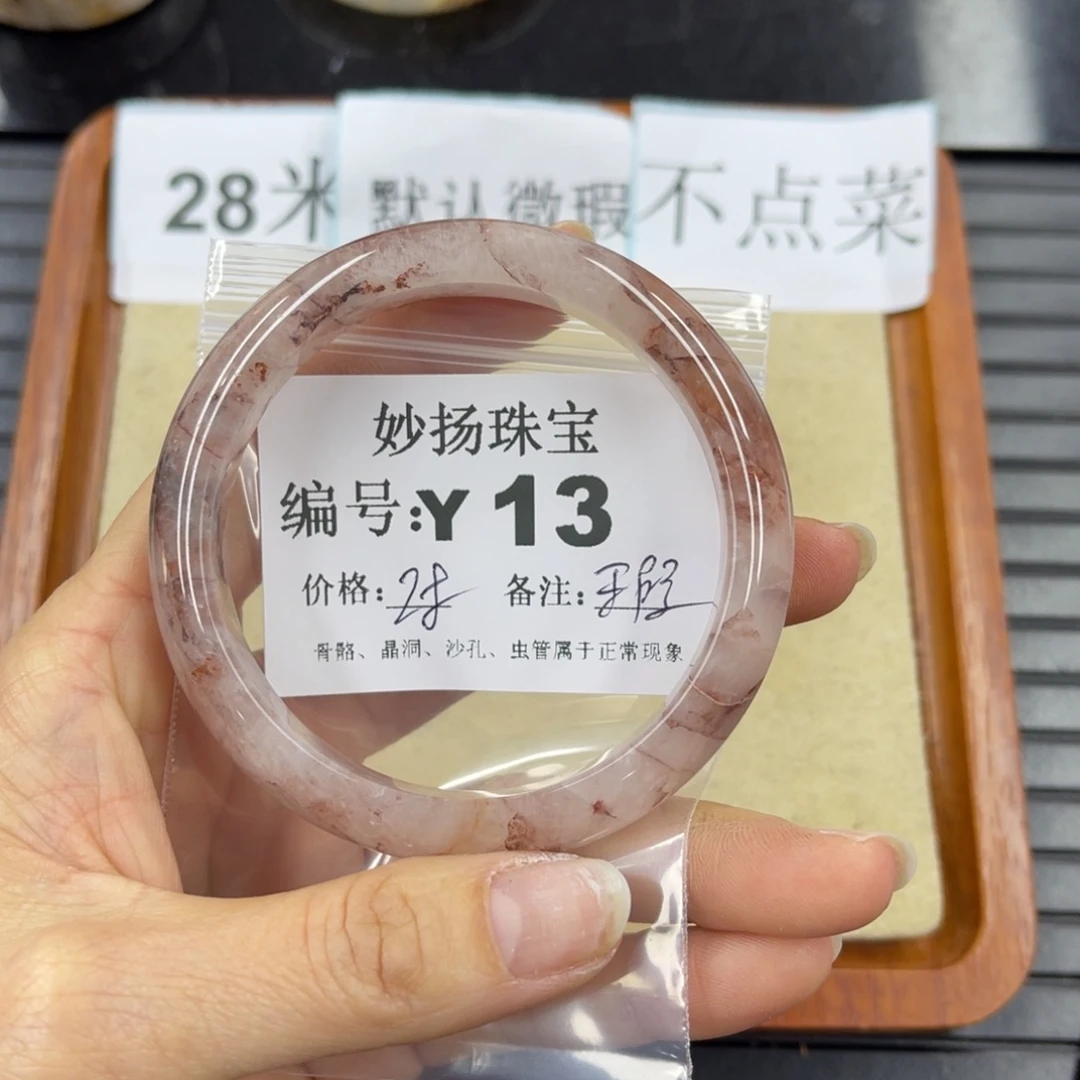 28米 默认微瑕 不点菜
妙扬珠宝
编号:Y 13
价格:28 备注:
骨骼、晶洞、沙孔、虫管属于正常现象